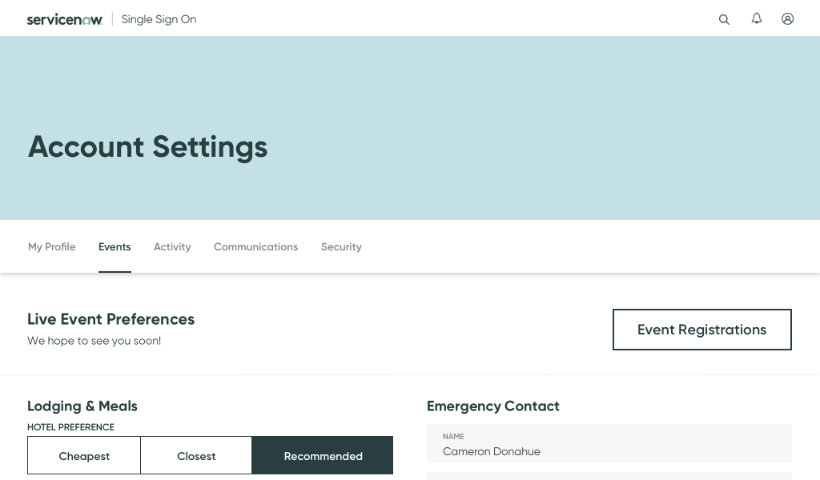 servicenow. Single Sign On
Account Settings
My Profile Events Activity Communications Security
Live Event Preferences
We hope to see you soon!
Event Registrations
Lodging & Meals
HOTEL PREFERENCE
Cheapest Closest Recommended
Emergency Contact
NAME
Cameron Donahue